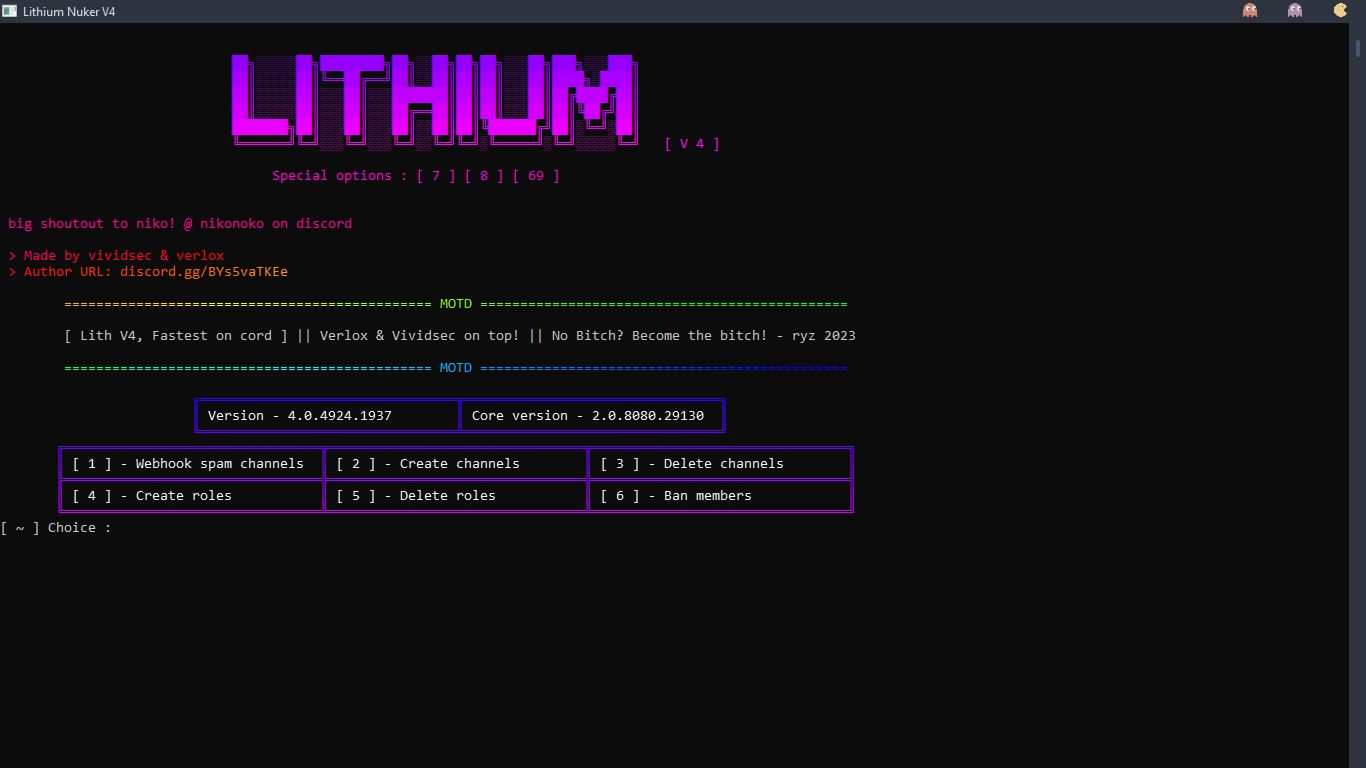 Lithium Nuker V4
LITHIUM
[ V 4 ]
Special options : [ 7 ] [ 8 ] [ 69 ]
big shoutout to niko! @ nikonoko on discord
> Made by vividsec & verlox
> Author URL: discord.gg/BYs5vaTKEe
============================================== MOTD ==============================================
[ Lith V4, Fastest on cord ] || Verlox & Vividsec on top! || No Bitch? Become the bitch! - ryz 2023
============================================== MOTD ==============================================
Version - 4.0.4924.1937 Core version - 2.0.8080.29130
[ 1 ] - Webhook spam channels [ 2 ] - Create channels [ 3 ] - Delete channels
[ 4 ] - Create roles [ 5 ] - Delete roles [ 6 ] - Ban members
[ ~ ] Choice :